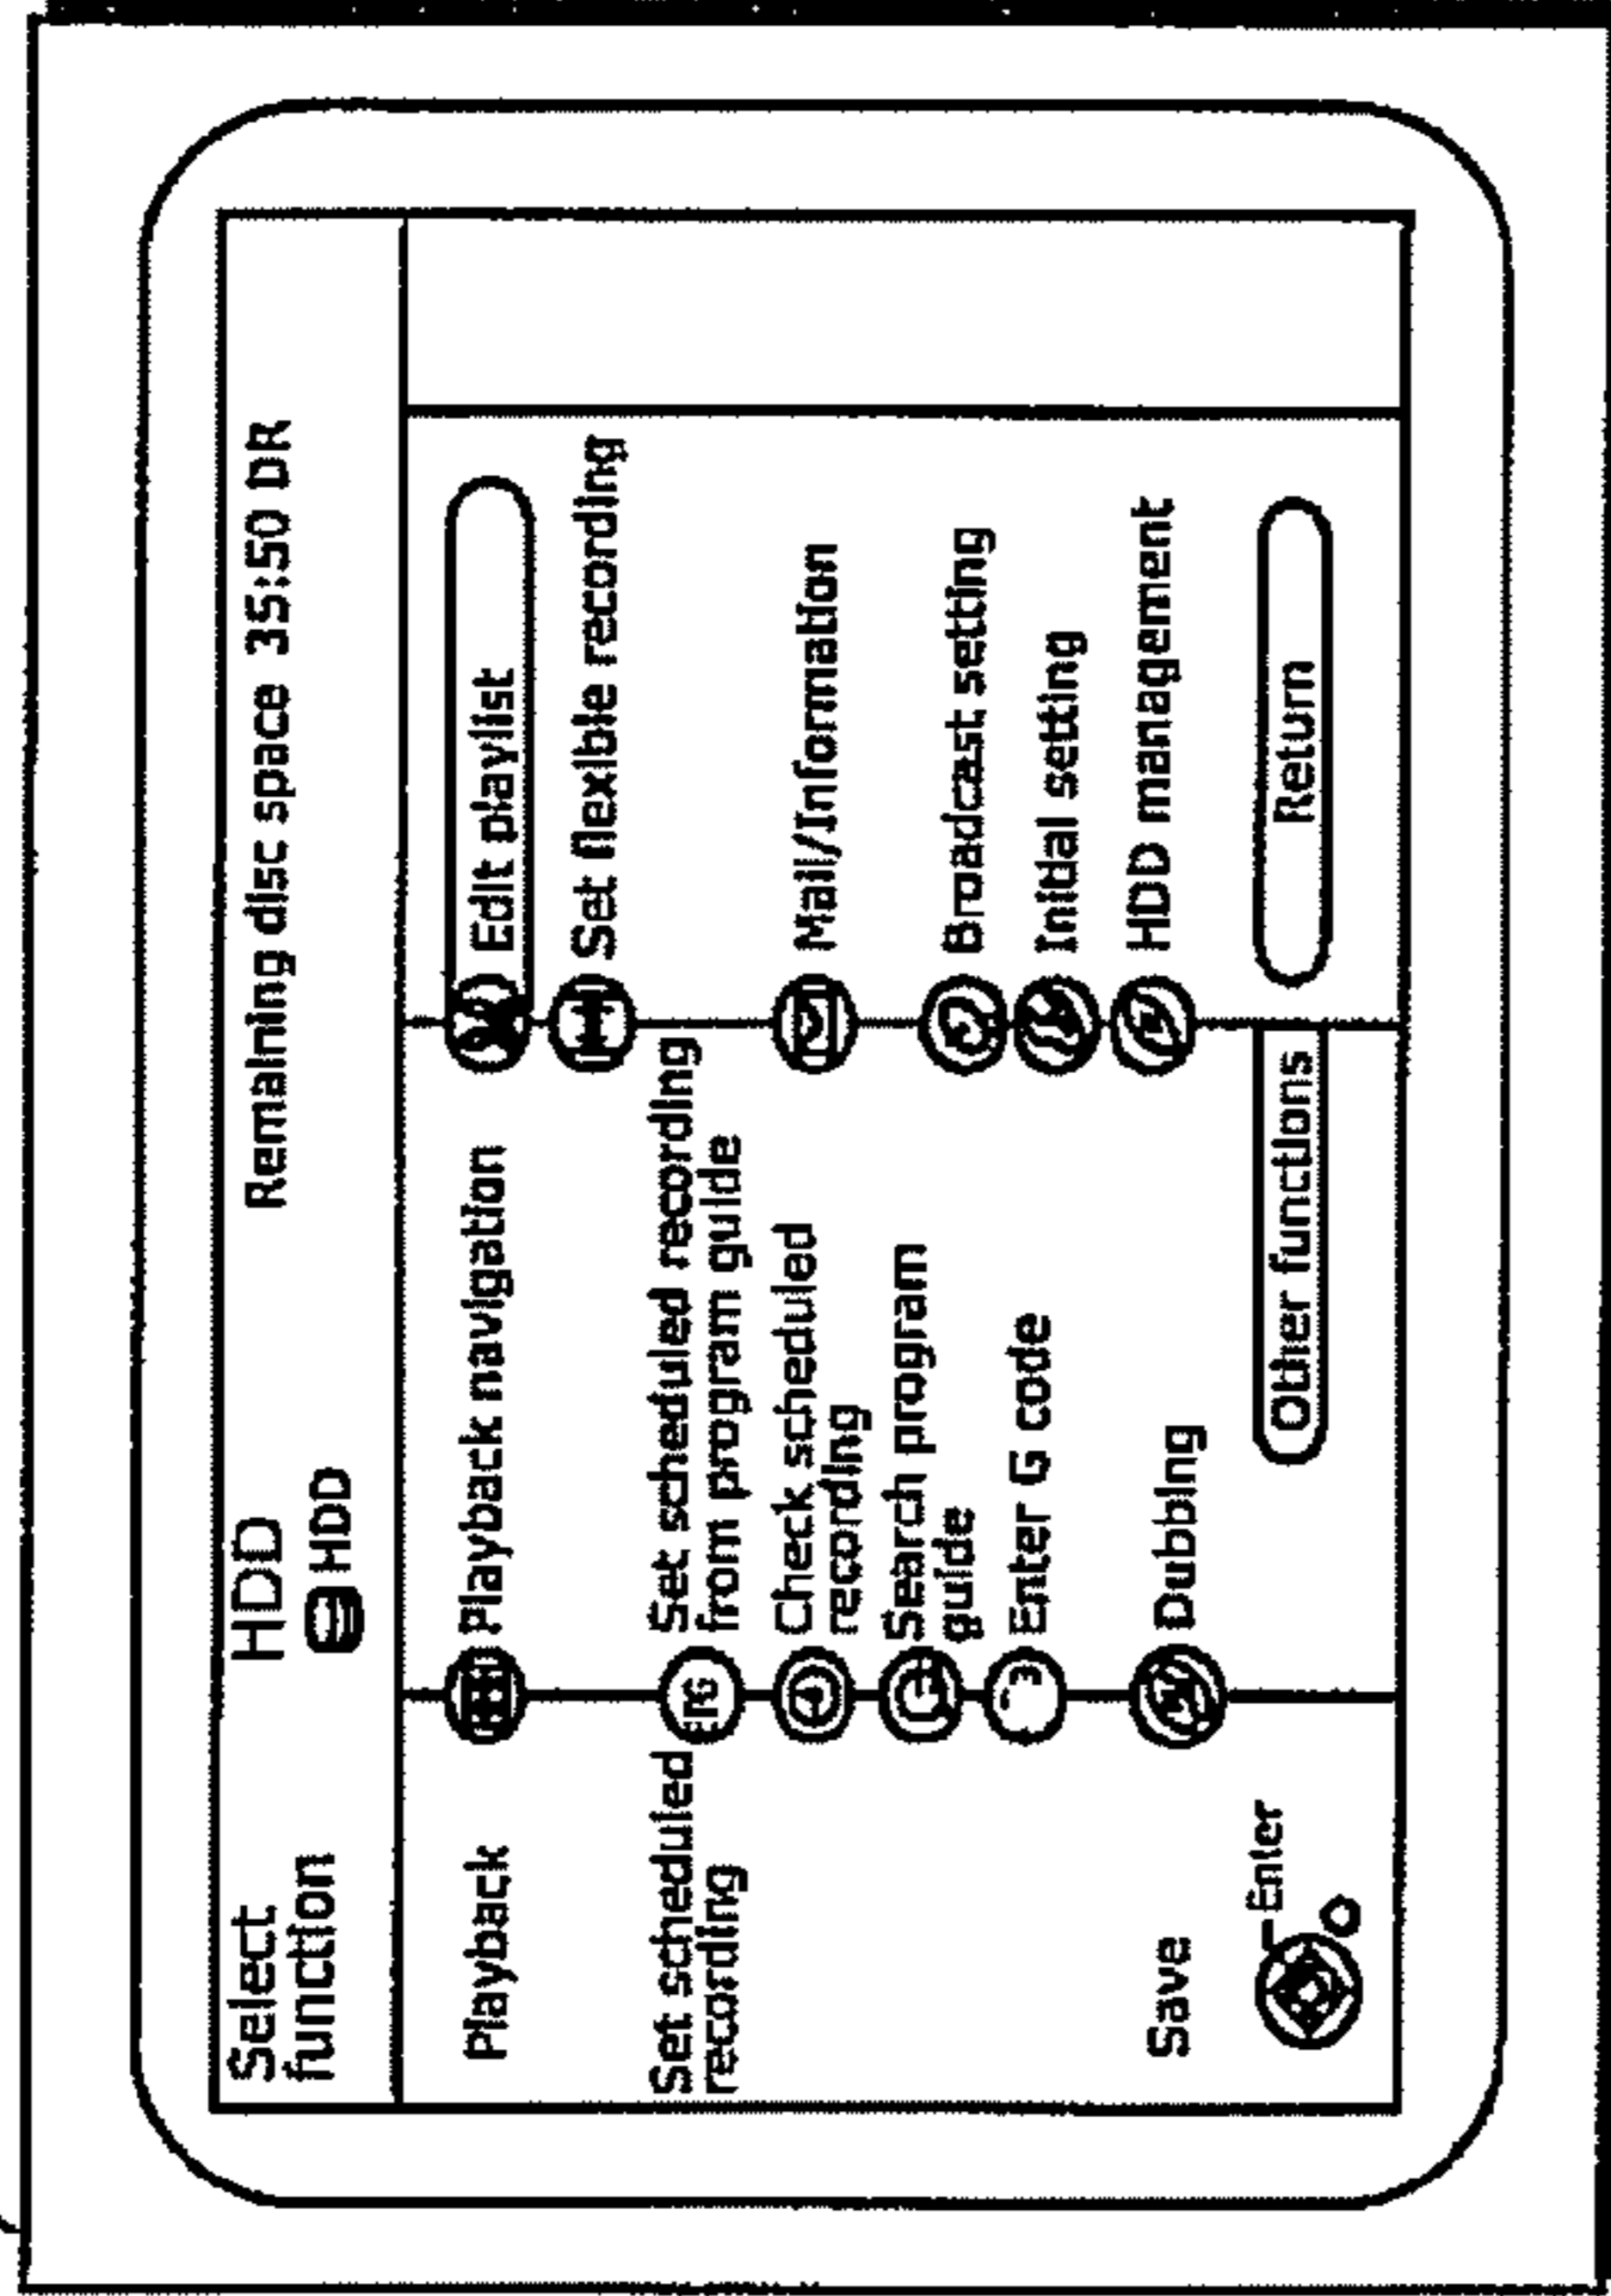 Select
function
HDD
HDD
Remaining disc space 35:50 DR
Playback
Playback navigation
Edit playlist
Set flexible recording
Set scheduled
recording
Set scheduled recording
from program guide
Check scheduled
recording
Mail/Information
Search program
guide
Broadcast setting
Enter G code
Initial setting
Save
Dubbing
HDD management
Enter
Other functions
Return